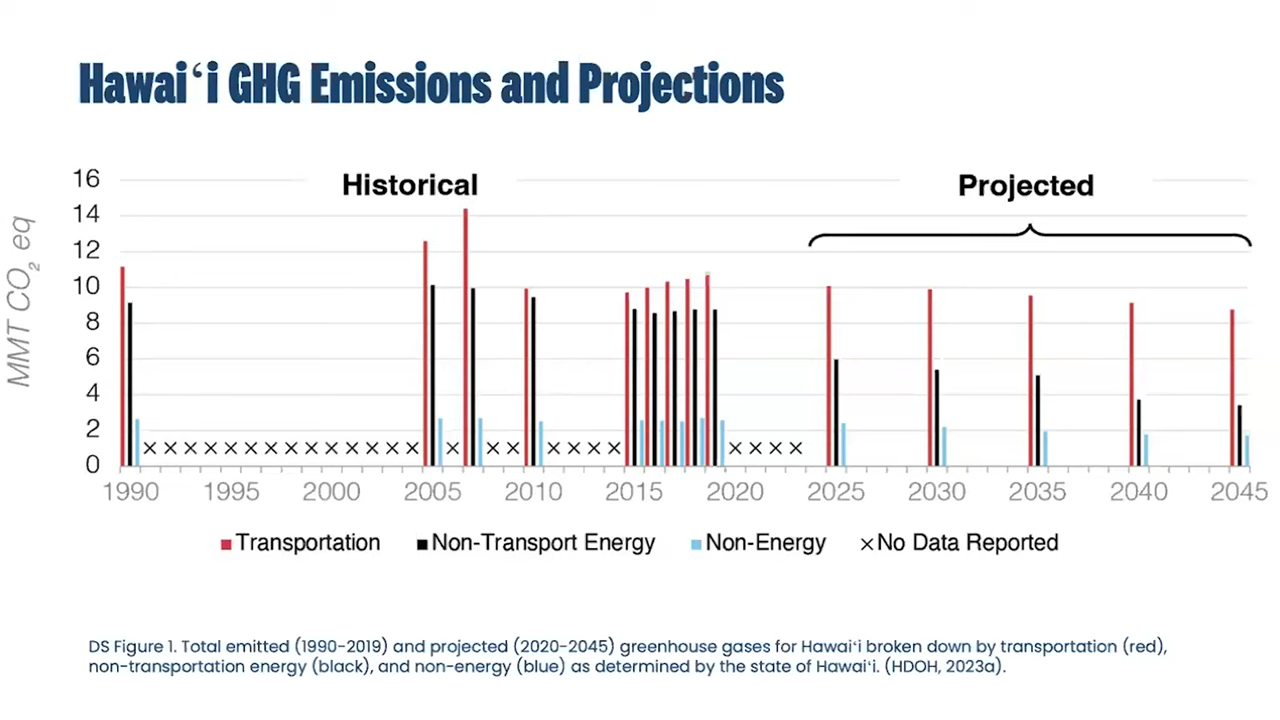 Hawaiʻi GHG Emissions and Projections
Historical
Projected
MMT CO₂ eq
16
14
12
10
8
6
4
2
0
1990 1995 2000 2005 2010 2015 2020 2025 2030 2035 2040 2045
Transportation Non-Transport Energy Non-Energy ×No Data Reported
DS Figure 1. Total emitted (1990-2019) and projected (2020-2045) greenhouse gases for Hawaiʻi broken down by transportation (red),
non-transportation energy (black), and non-energy (blue) as determined by the state of Hawaiʻi. (HDOH, 2023a).